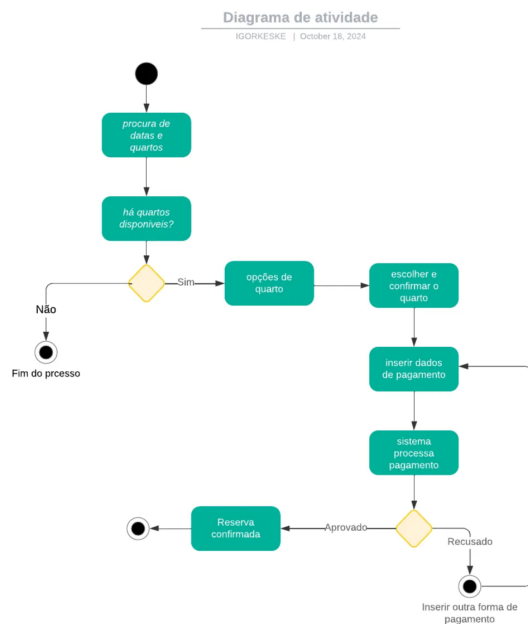 Diagrama de atividade
IGORKESKE | October 18, 2024
procura de
datas e
quartos
há quartos
disponiveis?
Sim
opções de
quarto
escolher e
confirmar o
quarto
Não
Fim do prcesso
inserir dados
de pagamento
sistema
processa
pagamento
Reserva
confirmada
Aprovado
Recusado
Inserir outra forma de
pagamento